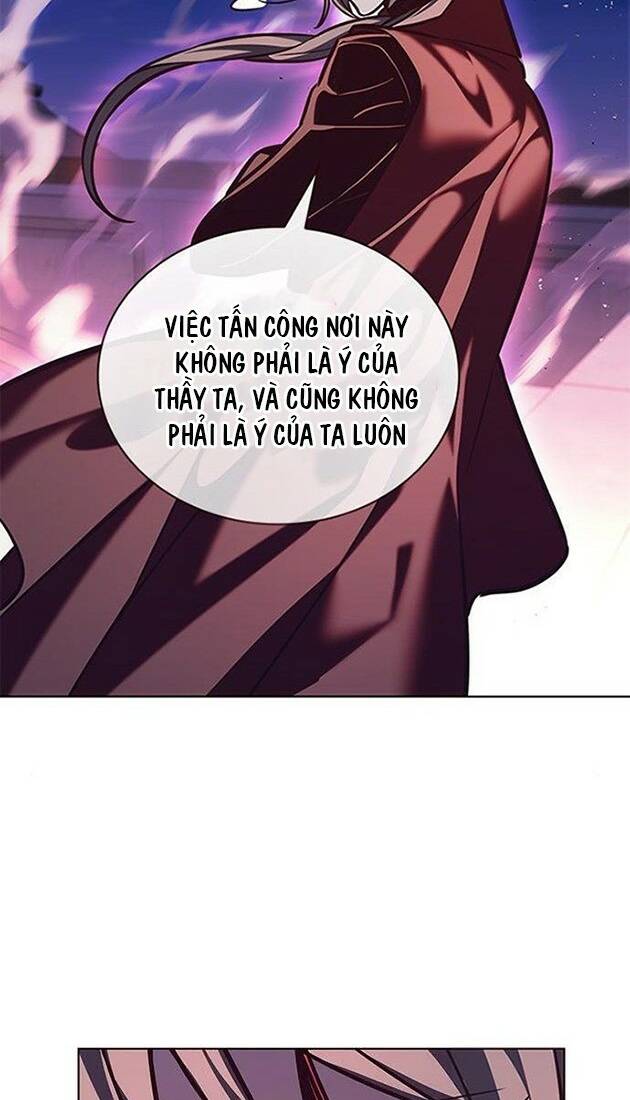 VIỆC TẤN CÔNG NƠI NÀY
KHÔNG PHẢI LÀ Ý CỦA
THẦY TA, VÀ CŨNG KHÔNG
PHẢI LÀ Ý CỦA TA LUÔN